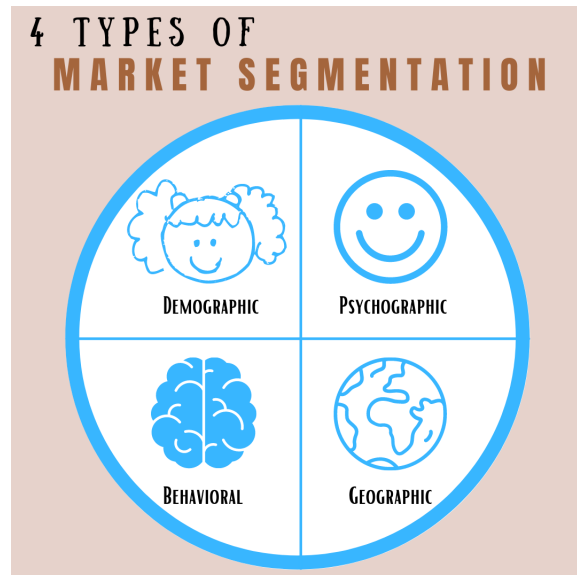 4 TYPES OF
MARKET SEGMENTATION
DEMOGRAPHIC
PSYCHOGRAPHIC
BEHAVIORAL
GEOGRAPHIC